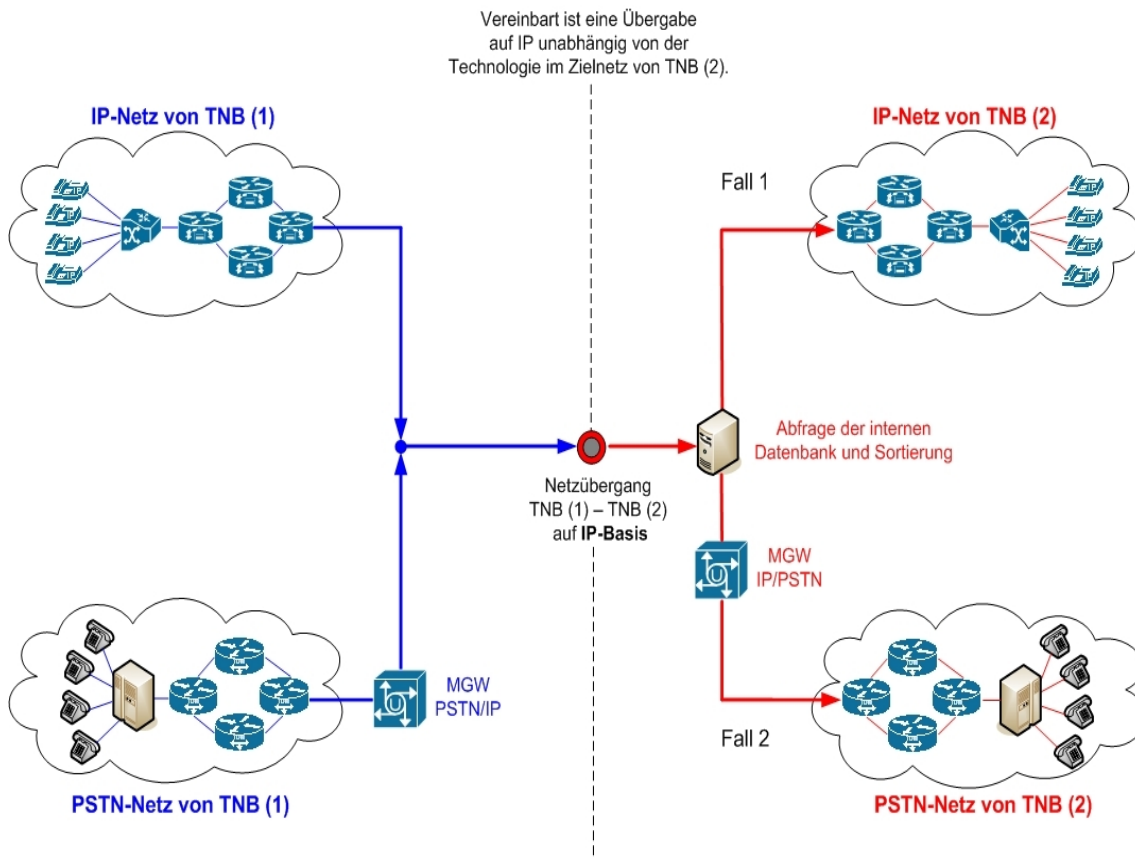 Vereinbart ist eine Übergabe
auf IP unabhängig von der
Technologie im Zielnetz von TNB (2).
IP-Netz von TNB (1)
IP-Netz von TNB (2)
Fall 1
Abfrage der internen
Datenbank und Sortierung
Netzübergang
TNB (1) – TNB (2)
auf IP-Basis
MGW
IP/PSTN
U
MGW
PSTN/IP
U
Fall 2
PSTN-Netz von TNB (1)
PSTN-Netz von TNB (2)